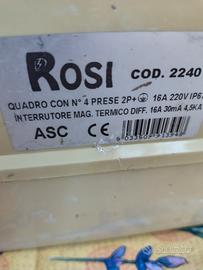 ROSI COD. 2240
QUADRO CON N° 4 PRESE 2P+ 16A 220V IP67
INTERRUTORE MAG. TERMICO DIFF. 16A 30mA 4,5KA
ASC CE